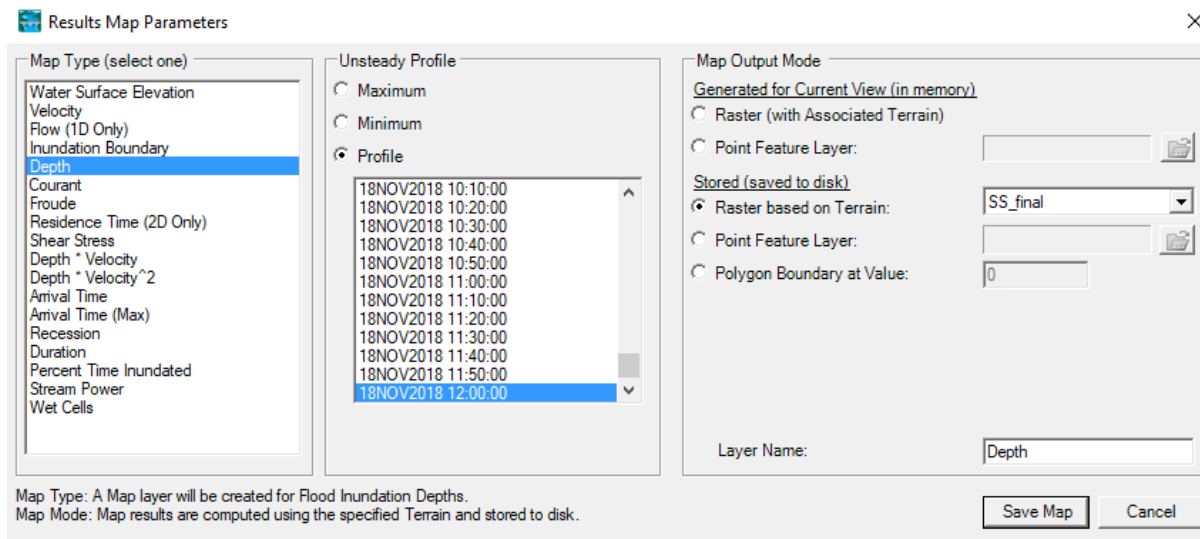 Results Map Parameters
Map Type (select one)
Water Surface Elevation
Velocity
Flow (1D Only)
Inundation Boundary
Depth
Courant
Froude
Residence Time (2D Only)
Shear Stress
Depth * Velocity
Depth * Velocity^2
Arrival Time
Arrival Time (Max)
Recession
Duration
Percent Time Inundated
Stream Power
Wet Cells
Unsteady Profile
Maximum
Minimum
Profile
18NOV2018 10:10:00
18NOV2018 10:20:00
18NOV2018 10:30:00
18NOV2018 10:40:00
18NOV2018 10:50:00
18NOV2018 11:00:00
18NOV2018 11:10:00
18NOV2018 11:20:00
18NOV2018 11:30:00
18NOV2018 11:40:00
18NOV2018 11:50:00
18NOV2018 12:00:00
Map Output Mode
Generated for Current View (in memory)
Raster (with Associated Terrain)
Point Feature Layer:
Stored (saved to disk)
Raster based on Terrain: SS_final
Point Feature Layer:
Polygon Boundary at Value: 0
Layer Name: Depth
Map Type: A Map layer will be created for Flood Inundation Depths.
Map Mode: Map results are computed using the specified Terrain and stored to disk.
Save Map Cancel